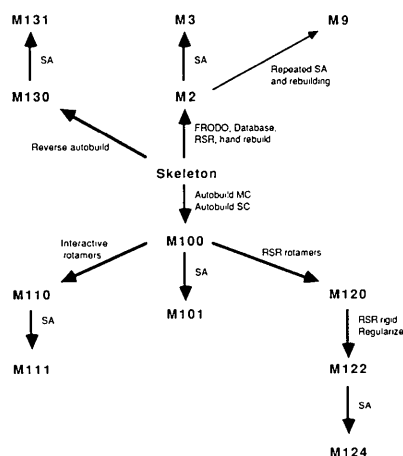 M131
M3
M9
SA
SA
Repeated SA
and rebuilding
M130
M2
FRODO, Database,
RSR, hand rebuild
Reverse autobuild
Skeleton
Autobuild MC
Autobuild SC
M100
Interactive
rotamers
RSR rotamers
SA
M110
M120
M101
SA
RSR rigid
Regularize
M111
M122
SA
M124